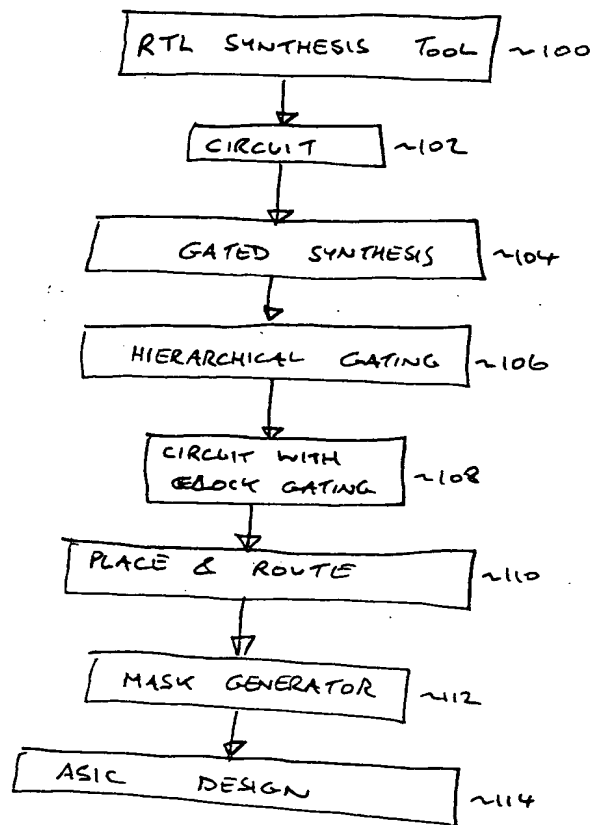 RTL SYNTHESIS TOOL ~100
CIRCUIT ~102
GATED SYNTHESIS ~104
HIERARCHICAL GATING ~106
CIRCUIT WITH
CLOCK GATING ~108
PLACE & ROUTE ~110
MASK GENERATOR ~112
ASIC DESIGN ~114